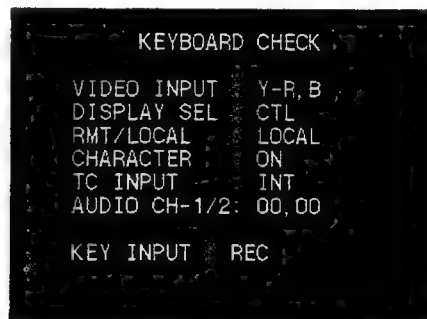 KEYBOARD CHECK
VIDEO INPUT : Y-R,B
DISPLAY SEL : CTL
RMT/LOCAL : LOCAL
CHARACTER : ON
TC INPUT : INT
AUDIO CH-1/2: 00,00
KEY INPUT : REC